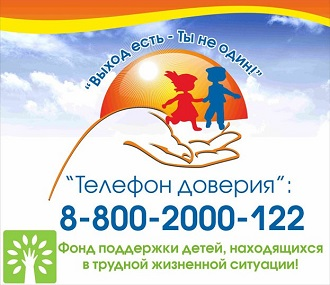 "Выход есть - Ты не один!"
"Телефон доверия":
8-800-2000-122
Фонд поддержки детей, находящихся
в трудной жизненной ситуации!